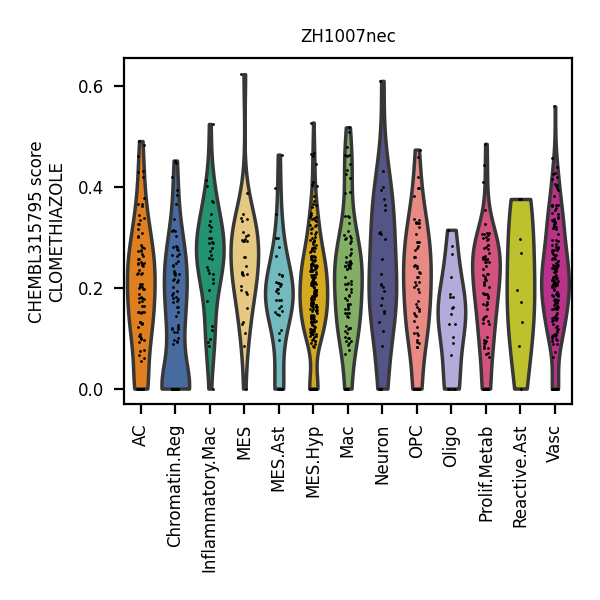 ZH1007nec
CHEMBL315795 score
CLOMETHIAZOLE
0.6
0.4
0.2
0.0
AC
Chromatin.Reg
Inflammatory.Mac
MES
MES.Ast
MES.Hyp
Mac
Neuron
OPC
Oligo
Prolif.Metab
Reactive.Ast
Vasc